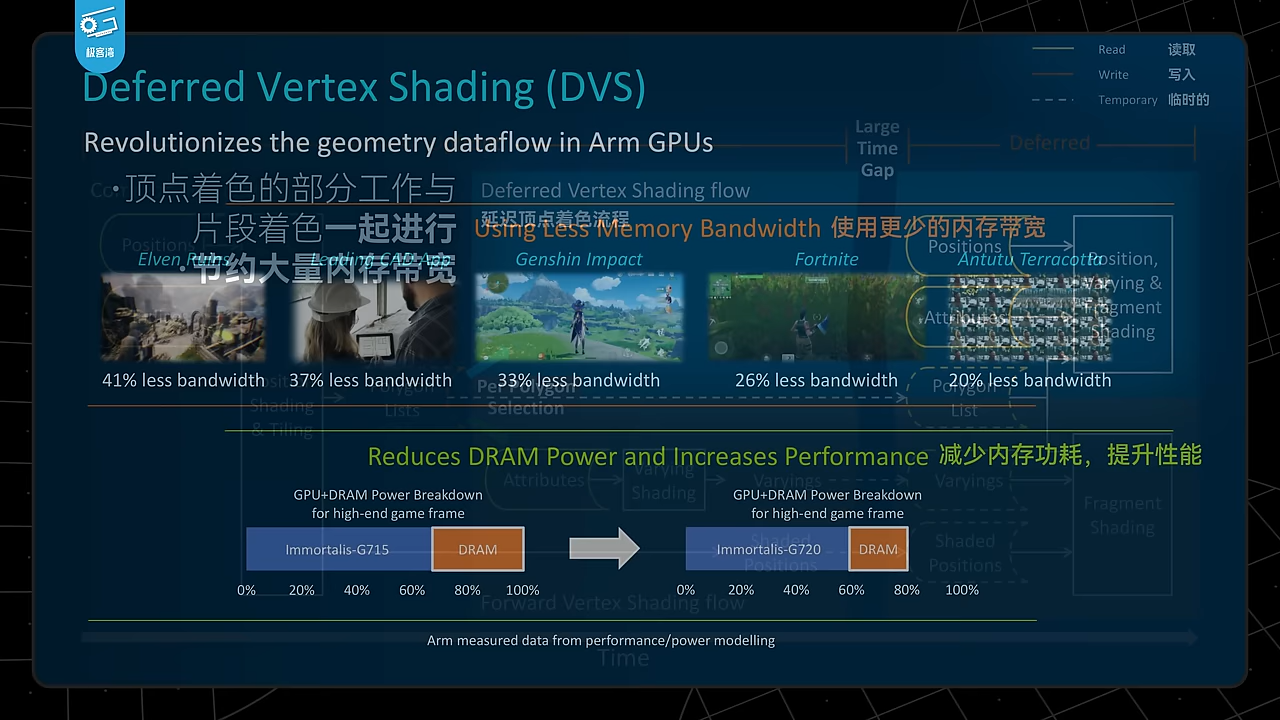 极客湾
Read 读取
Write 写入
Temporary 临时的
Deferred Vertex Shading (DVS)
Revolutionizes the geometry dataflow in Arm GPUs
Large
Time
Gap
Deferred
·顶点着色的部分工作与
片段着色一起进行
·节约大量内存带宽
Deferred Vertex Shading flow
延迟顶点着色流程
Using Less Memory Bandwidth 使用更少的内存带宽
Positions
Positions
Position,
Varying &
Fragment
Shading
Attributes
Elven Ruins
Leading CAD App
Genshin Impact
Fortnite
Antutu Terracotta
41% less bandwidth
37% less bandwidth
33% less bandwidth
26% less bandwidth
20% less bandwidth
Position
Shading
& Tiling
Polygon
Lists
Per Polygon
Selection
Polygon
List
Reduces DRAM Power and Increases Performance 减少内存功耗，提升性能
Attributes
Varying
Shading
Varyings
Varyings
Fragment
Shading
GPU+DRAM Power Breakdown
for high-end game frame
Immortalis-G715
DRAM
0% 20% 40% 60% 80% 100%
GPU+DRAM Power Breakdown
for high-end game frame
Immortalis-G720
DRAM
0% 20% 40% 60% 80% 100%
Shaded
Positions
Shaded
Positions
Forward Vertex Shading flow
Arm measured data from performance/power modelling
Time